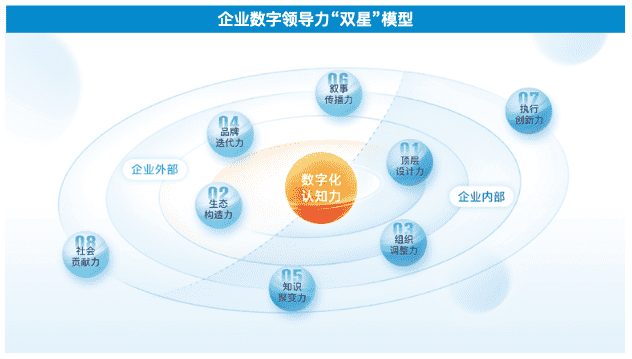 企业数字领导力“双星”模型
06
叙事
传播力
07
执行
创新力
04
品牌
迭代力
01
顶层
设计力
企业外部
数字化
认知力
02
生态
构造力
企业内部
03
组织
调整力
08
社会
贡献力
05
知识
聚变力